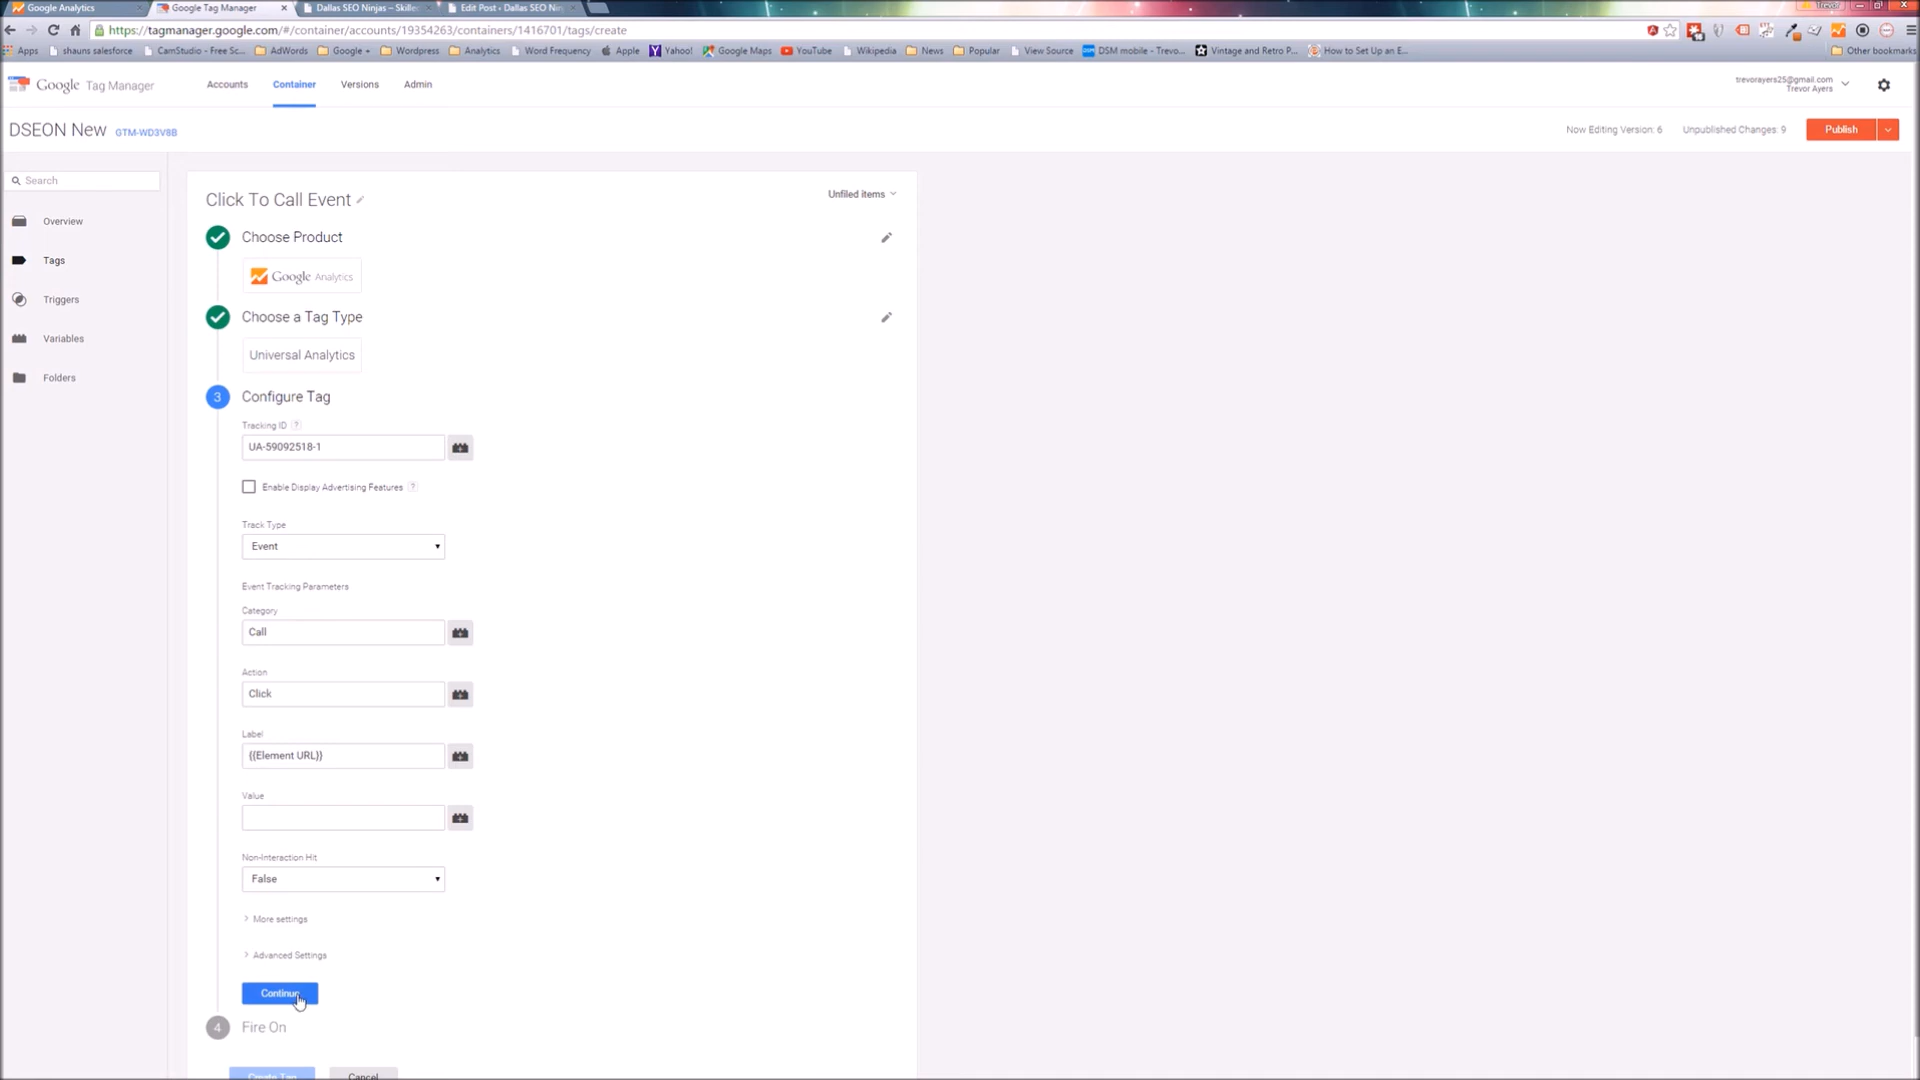 Google Analytics
Google Tag Manager
Dallas SEO Ninjas – Skille
Edit Post ‹ Dallas SEO Nin
Trevor
https://tagmanager.google.com/#/container/accounts/19354263/containers/1416701/tags/create
Apps
shauns salesforce
CamStudio - Free Sc...
AdWords
Google
Wordpress
Analytics
Word Frequency
Apple
Yahoo!
Google Maps
YouTube
Wikipedia
News
Popular
View Source
DSM mobile - Trevo...
Vintage and Retro P...
How to Set Up an E...
Other bookmarks
Google Tag Manager
Accounts
Container
Versions
Admin
trevorayers25@gmail.com
Trevor Ayers
DSEON New GTM-WD3V8B
Now Editing Version: 6
Unpublished Changes: 9
Publish
Search
Overview
Tags
Triggers
Variables
Folders
Click To Call Event
Unfiled items
Choose Product
Google Analytics
Choose a Tag Type
Universal Analytics
3 Configure Tag
Tracking ID ?
UA-59092518-1
Enable Display Advertising Features ?
Track Type
Event
Event Tracking Parameters
Category
Call
Action
Click
Label
{{Element URL}}
Value
Non-Interaction Hit
False
More settings
Advanced Settings
Continue
4 Fire On
Create Tag
Cancel